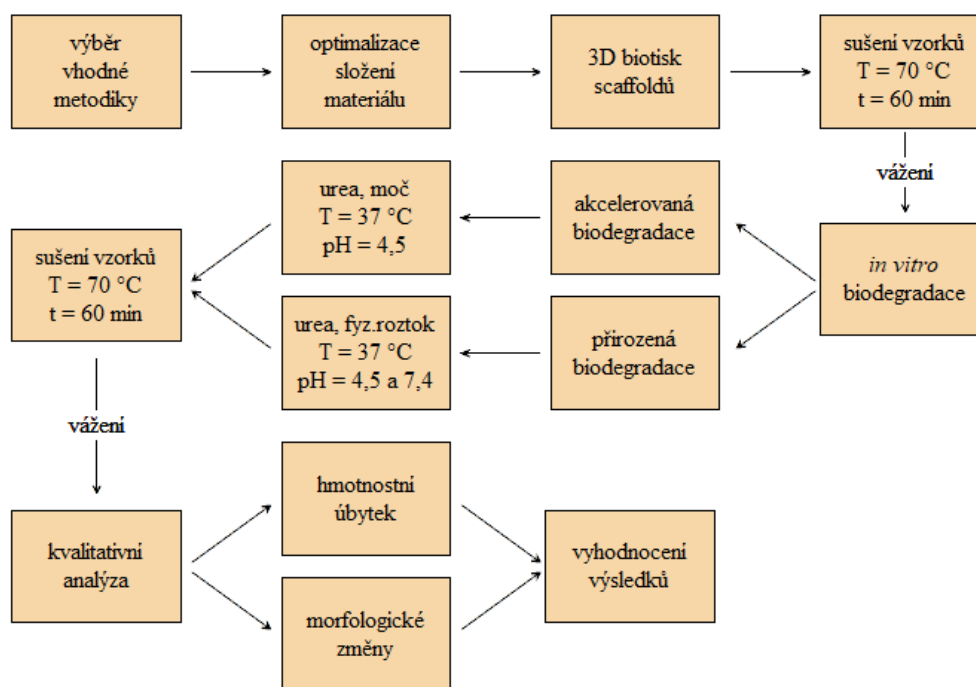 výběr
vhodné
metodiky
optimalizace
složení
materiálu
3D biotisk
scaffoldů
sušení vzorků
T = 70 °C
t = 60 min
vážení
in vitro
biodegradace
akcelerovaná
biodegradace
urea, moč
T = 37 °C
pH = 4,5
přirozená
biodegradace
urea, fyz.roztok
T = 37 °C
pH = 4,5 a 7,4
sušení vzorků
T = 70 °C
t = 60 min
vážení
kvalitativní
analýza
hmotnostní
úbytek
morfologické
změny
vyhodnocení
výsledků